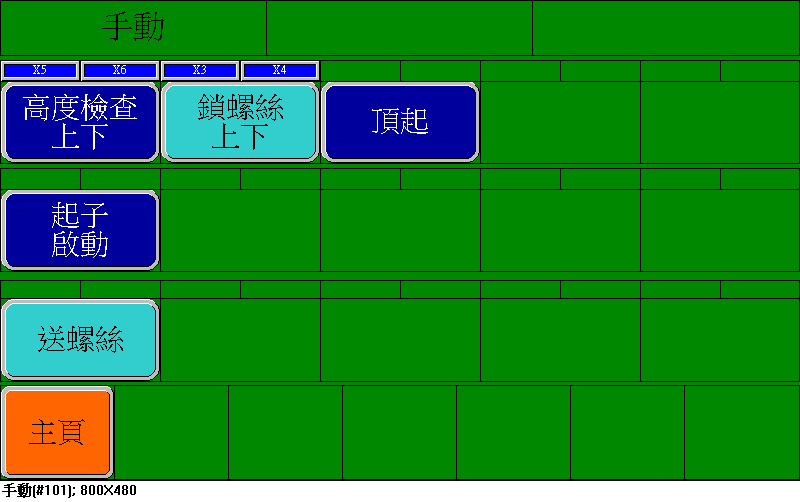 手動
X5 X6 X3 X4
高度檢查
上下
鎖螺絲
上下
頂起
起子
啟動
送螺絲
主頁
手動(#101); 800X480